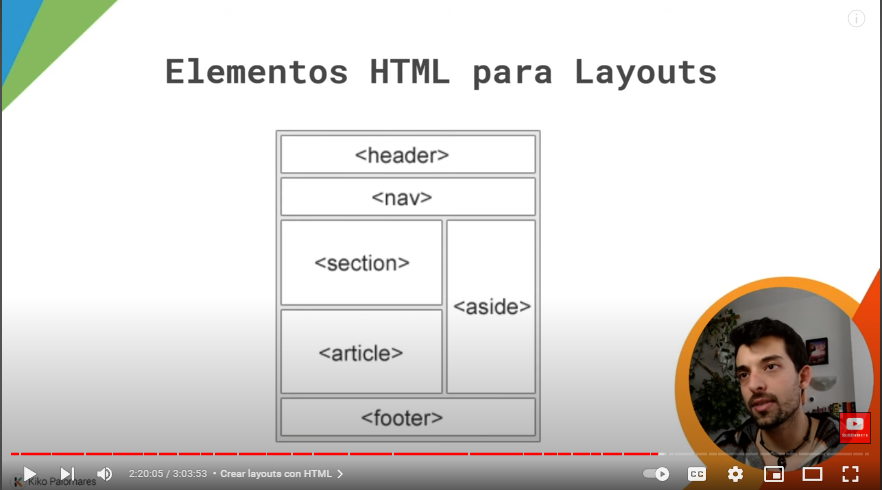 Elementos HTML para Layouts
<header>
<nav>
<section>
<aside>
<article>
<footer>
2:20:05 / 3:03:53 • Crear layouts con HTML
CC
Kiko Palomares